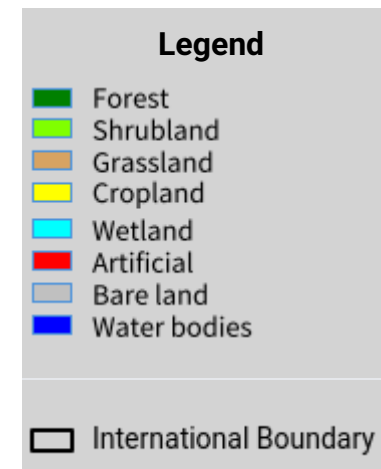 Legend
Forest
Shrubland
Grassland
Cropland
Wetland
Artificial
Bare land
Water bodies
International Boundary